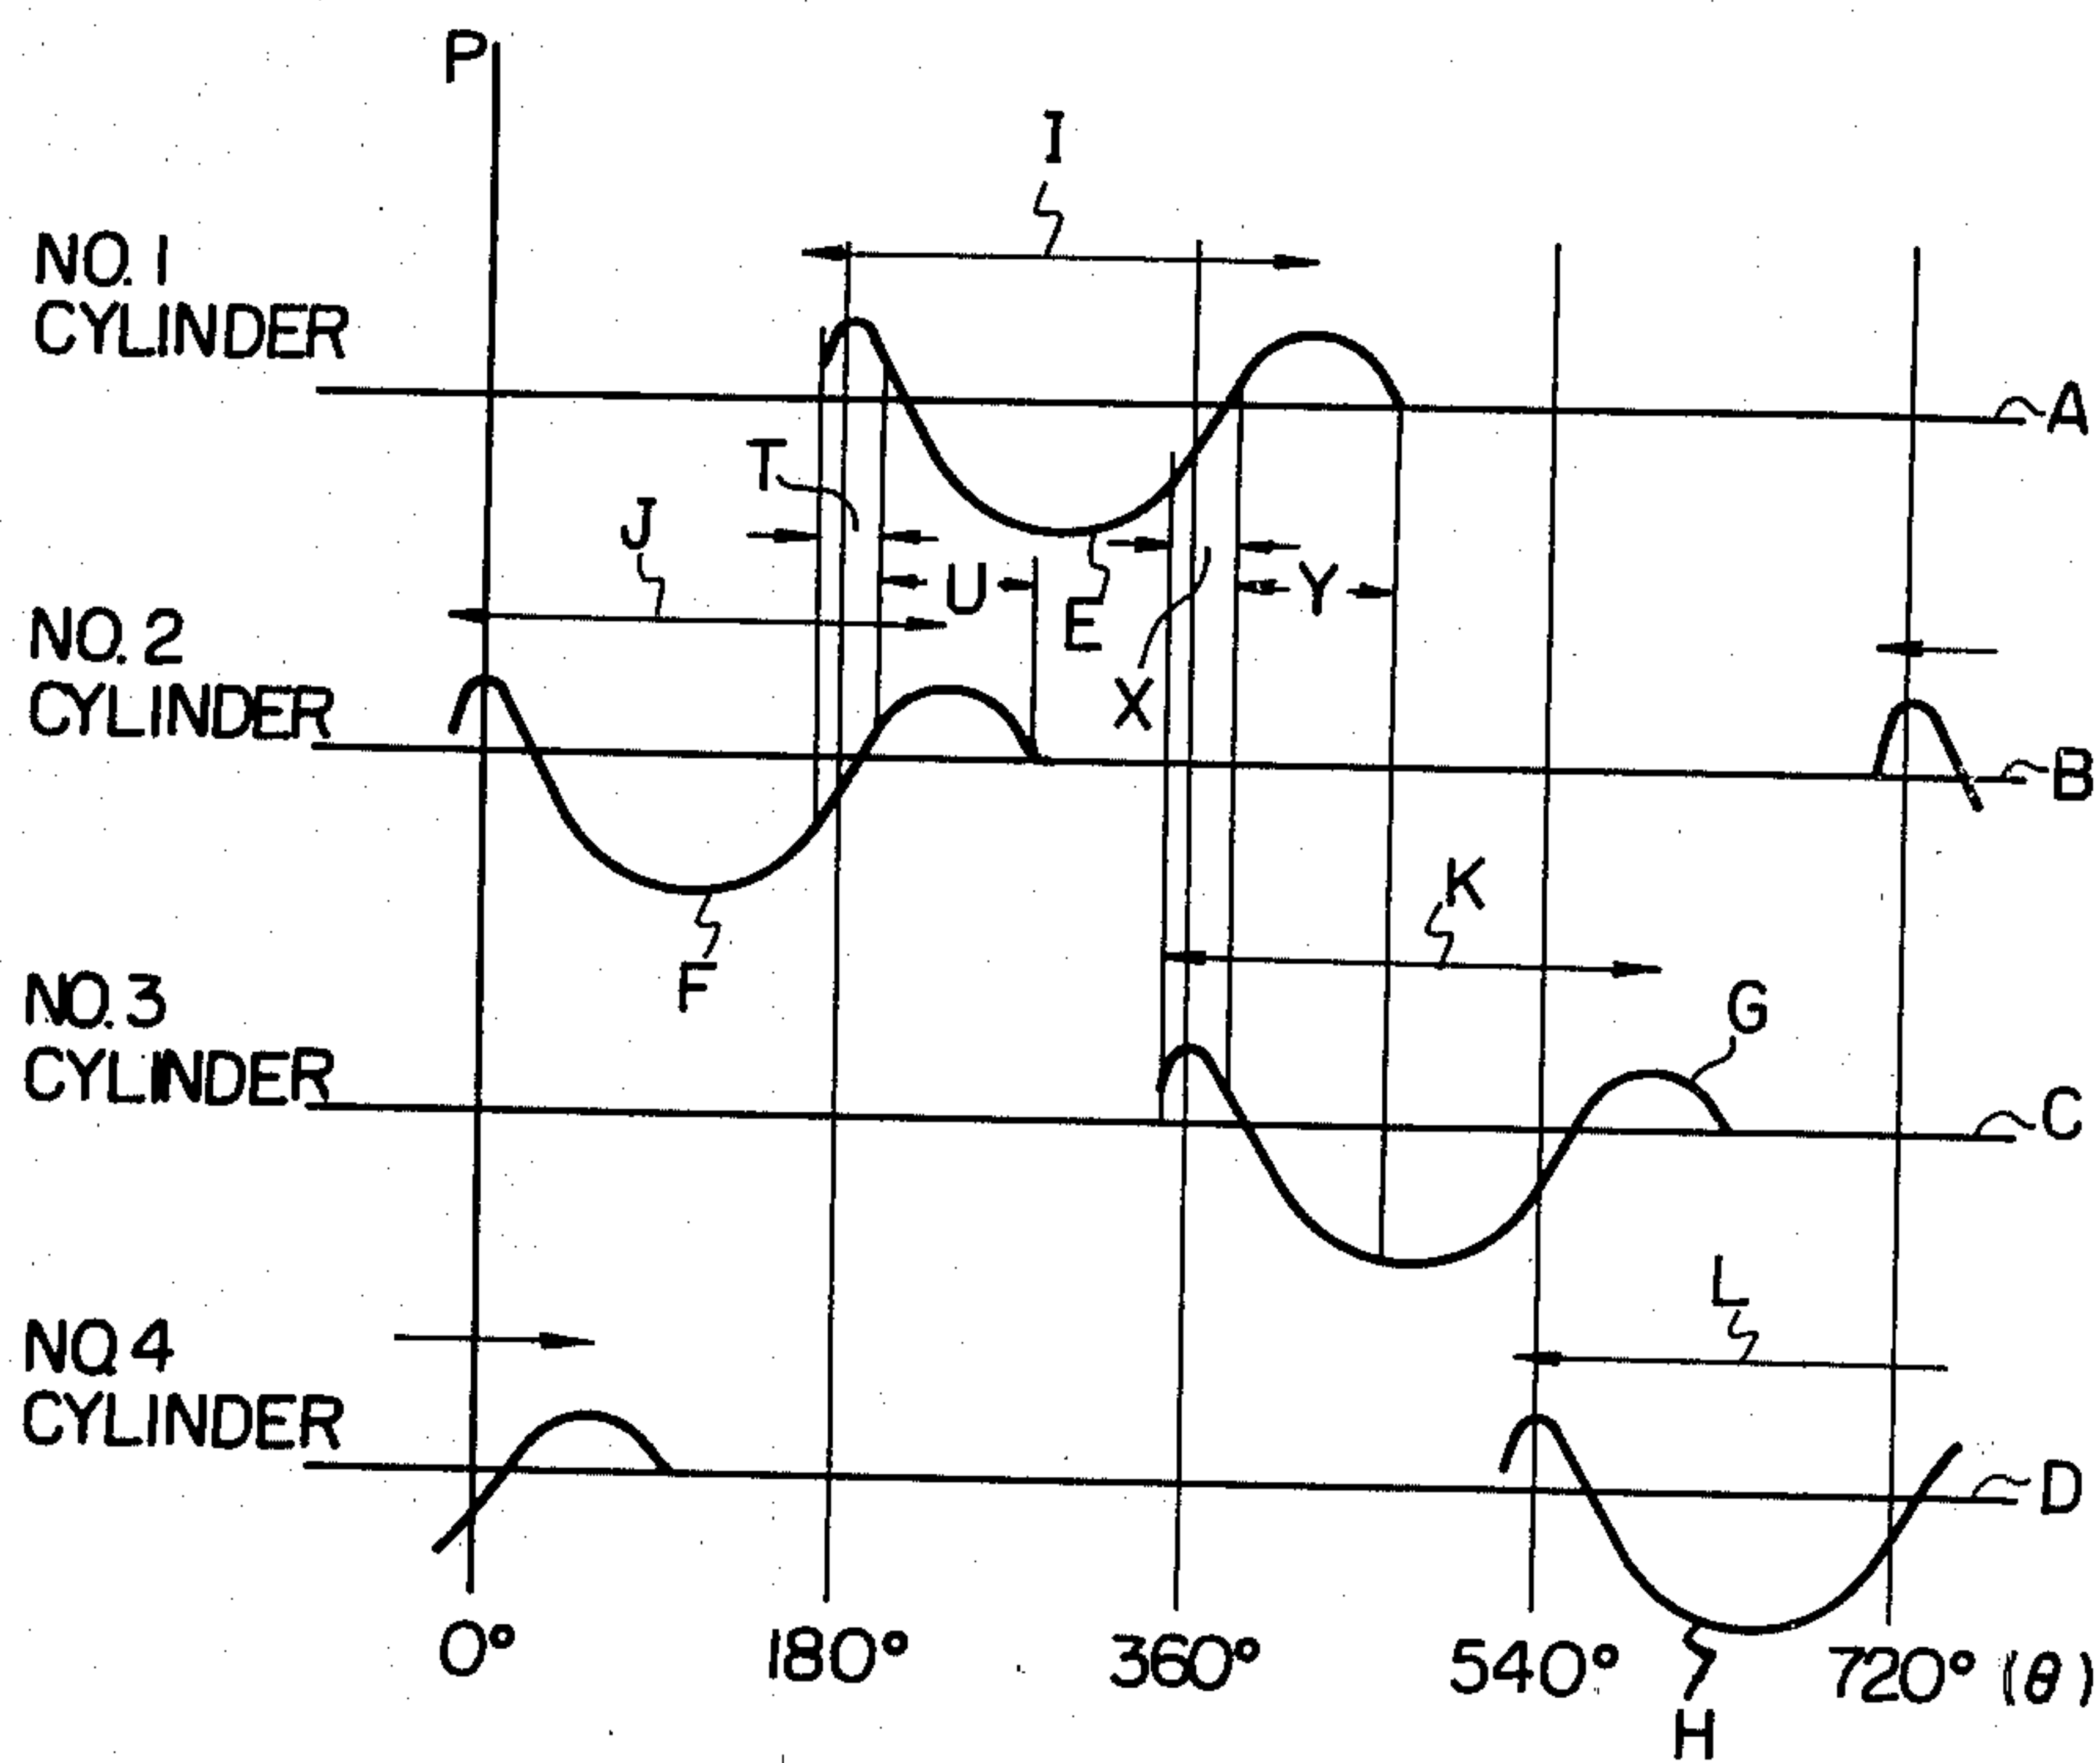 P
I
NO. 1
CYLINDER
A
T
J
U
E
Y
X
NO. 2
CYLINDER
B
F
K
NO. 3
CYLINDER
G
C
L
NO. 4
CYLINDER
D
0° 180° 360° 540° 720° (θ)
H